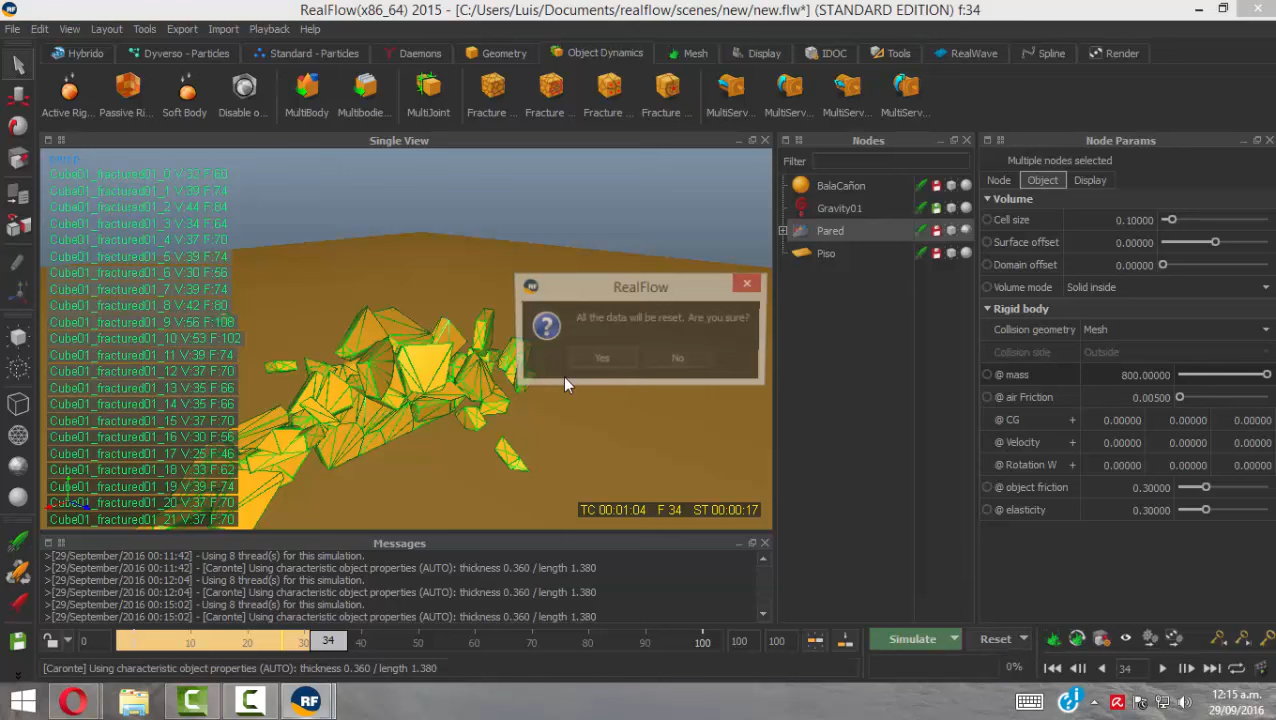 RealFlow(x86_64) 2015 - [C:/Users/Luis/Documents/realflow/scenes/new/new.flw*] (STANDARD EDITION) f:34
File Edit View Layout Tools Export Import Playback Help
Hybrido Dyverso - Particles Standard - Particles Daemons Geometry Object Dynamics Mesh Display IDOC Tools RealWave Spline Render
Active Rig... Passive Ri... Soft Body Disable o... MultiBody Multibodie... MultiJoint Fracture ... Fracture ... Fracture ... Fracture ... MultiServ... MultiServ... MultiServ... MultiServ...
Single View
Nodes
Node Params
persp
Cube01_fractured01_0 V:32 F:60
Cube01_fractured01_1 V:39 F:74
Cube01_fractured01_2 V:44 F:84
Cube01_fractured01_3 V:34 F:64
Cube01_fractured01_4 V:37 F:70
Cube01_fractured01_5 V:39 F:74
Cube01_fractured01_6 V:30 F:56
Cube01_fractured01_7 V:39 F:74
Cube01_fractured01_8 V:42 F:80
Cube01_fractured01_9 V:56 F:108
Cube01_fractured01_10 V:53 F:102
Cube01_fractured01_11 V:39 F:74
Cube01_fractured01_12 V:37 F:70
Cube01_fractured01_13 V:35 F:66
Cube01_fractured01_14 V:35 F:66
Cube01_fractured01_15 V:37 F:70
Cube01_fractured01_16 V:30 F:56
Cube01_fractured01_17 V:25 F:46
Cube01_fractured01_18 V:33 F:62
Cube01_fractured01_19 V:39 F:74
Cube01_fractured01_20 V:37 F:70
Cube01_fractured01_21 V:37 F:70
RealFlow
All the data will be reset. Are you sure?
Yes No
TC 00:01:04 F 34 ST 00:00:17
Filter
BalaCañon
Gravity01
Pared
Piso
Multiple nodes selected
Node Object Display
Volume
Cell size 0.10000
Surface offset 0.00000
Domain offset 0.00000
Volume mode Solid inside
Rigid body
Collision geometry Mesh
Collision side Outside
@ mass 800.00000
@ air Friction 0.00500
@ CG + 0.00000 0.00000 0.00000
@ Velocity + 0.00000 0.00000 0.00000
@ Rotation W + 0.00000 0.00000 0.00000
@ object friction 0.30000
@ elasticity 0.30000
Messages
>[29/September/2016 00:11:42] - Using 8 thread(s) for this simulation.
>[29/September/2016 00:11:42] - [Caronte] Using characteristic object properties (AUTO): thickness 0.360 / length 1.380
>[29/September/2016 00:12:04] - Using 8 thread(s) for this simulation.
>[29/September/2016 00:12:04] - [Caronte] Using characteristic object properties (AUTO): thickness 0.360 / length 1.380
>[29/September/2016 00:15:02] - Using 8 thread(s) for this simulation.
>[29/September/2016 00:15:02] - [Caronte] Using characteristic object properties (AUTO): thickness 0.360 / length 1.380
0 10 20 30 34 40 50 60 70 80 90 100 100 100 Simulate Reset
[Caronte] Using characteristic object properties (AUTO): thickness 0.360 / length 1.380
0% 34
RF
12:15 a.m.
29/09/2016